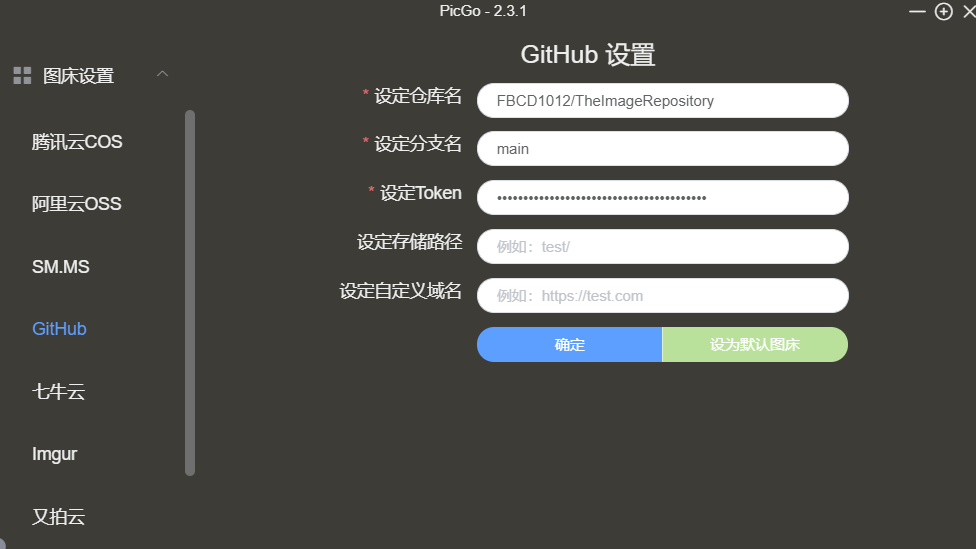 PicGo - 2.3.1
图床设置
腾讯云COS
阿里云OSS
SM.MS
GitHub
七牛云
Imgur
又拍云
GitHub 设置
* 设定仓库名 FBCD1012/TheImageRepository
* 设定分支名 main
* 设定Token ••••••••••••••••••••••••••••••••••••••••
设定存储路径 例如：test/
设定自定义域名 例如：https://test.com
确定 设为默认图床